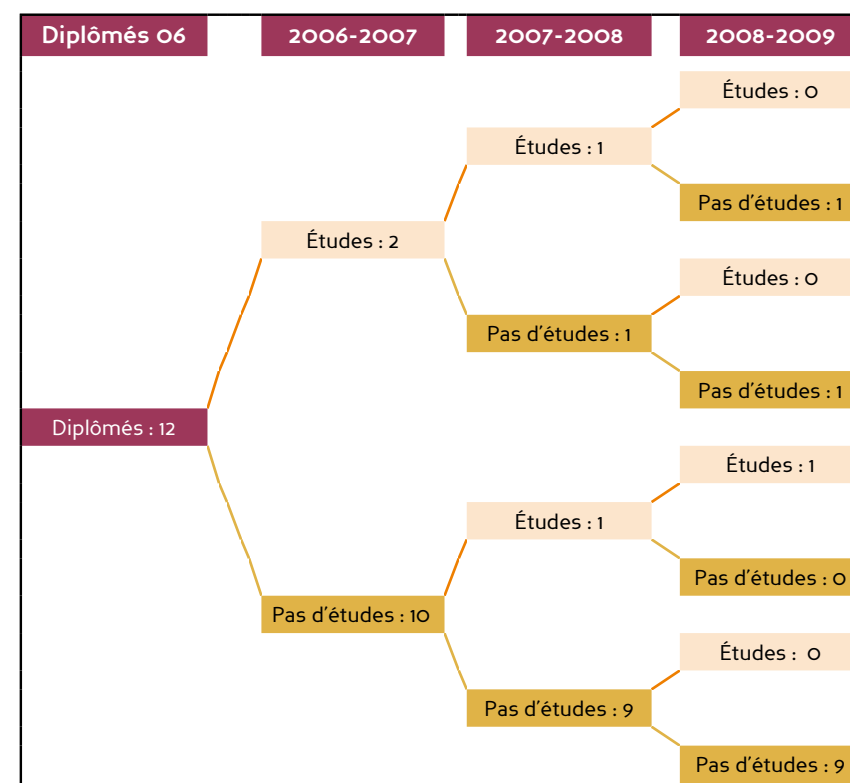 Diplômés 06
2006-2007
2007-2008
2008-2009
Études : 0
Études : 1
Pas d'études : 1
Études : 2
Études : 0
Pas d'études : 1
Pas d'études : 1
Diplômés : 12
Études : 1
Études : 1
Pas d'études : 0
Pas d'études : 10
Études : 0
Pas d'études : 9
Pas d'études : 9